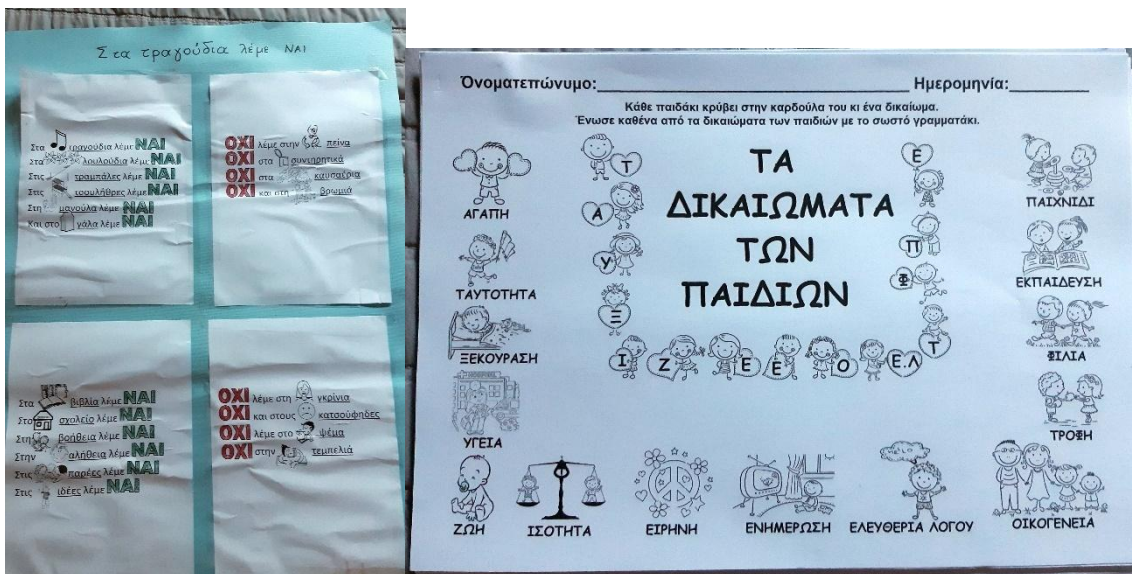 Στα τραγούδια λέμε ΝΑΙ
Στα τραγούδια λέμε ΝΑΙ
Στα λουλούδια λέμε ΝΑΙ
Στις τραμπάλες λέμε ΝΑΙ
Στις τσουλήθρες λέμε ΝΑΙ
Στη μανούλα λέμε ΝΑΙ
Και στο γάλα λέμε ΝΑΙ
ΟΧΙ λέμε στην πείνα
ΟΧΙ στα συντηρητικά
ΟΧΙ στα καυσαέρια
ΟΧΙ και στη βρωμιά
Στα βιβλία λέμε ΝΑΙ
Στο σχολείο λέμε ΝΑΙ
Στη βοήθεια λέμε ΝΑΙ
Στην αλήθεια λέμε ΝΑΙ
Στις παρέες λέμε ΝΑΙ
Στις ιδέες λέμε ΝΑΙ
ΟΧΙ λέμε στη γκρίνια
ΟΧΙ και στους κατσούφηδες
ΟΧΙ λέμε στο ψέμα
ΟΧΙ στην τεμπελιά
Όνοματεπώνυμο: Ημερομηνία:
Κάθε παιδάκι κρύβει στην καρδούλα του κι ένα δικαίωμα.
Ένωσε καθένα από τα δικαιώματα των παιδιών με το σωστό γραμματάκι.
ΤΑ
ΔΙΚΑΙΩΜΑΤΑ
ΤΩΝ
ΠΑΙΔΙΩΝ
Τ
Α
Υ
Ξ
Ι Ζ Ε Ε Ο Ε.Λ Τ
Ε
Π
Φ
ΑΓΑΠΗ
ΤΑΥΤΟΤΗΤΑ
ΞΕΚΟΥΡΑΣΗ
HOSPITAL
ΥΓΕΙΑ
ΖΩΗ
ΙΣΟΤΗΤΑ
ΕΙΡΗΝΗ
ΕΝΗΜΕΡΩΣΗ
ΕΛΕΥΘΕΡΙΑ ΛΟΓΟΥ
ΟΙΚΟΓΕΝΕΙΑ
ΠΑΙΧΝΙΔΙ
ΕΚΠΑΙΔΕΥΣΗ
ΦΙΛΙΑ
ΤΡΟΦΗ